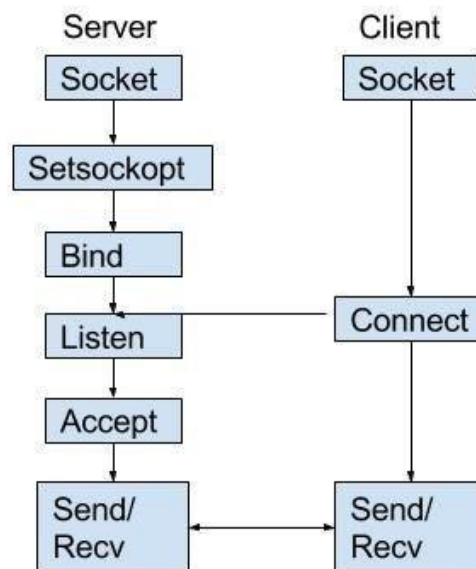 Server
Client
Socket
Socket
Setsockopt
Bind
Listen
Connect
Accept
Send/
Recv
Send/
Recv